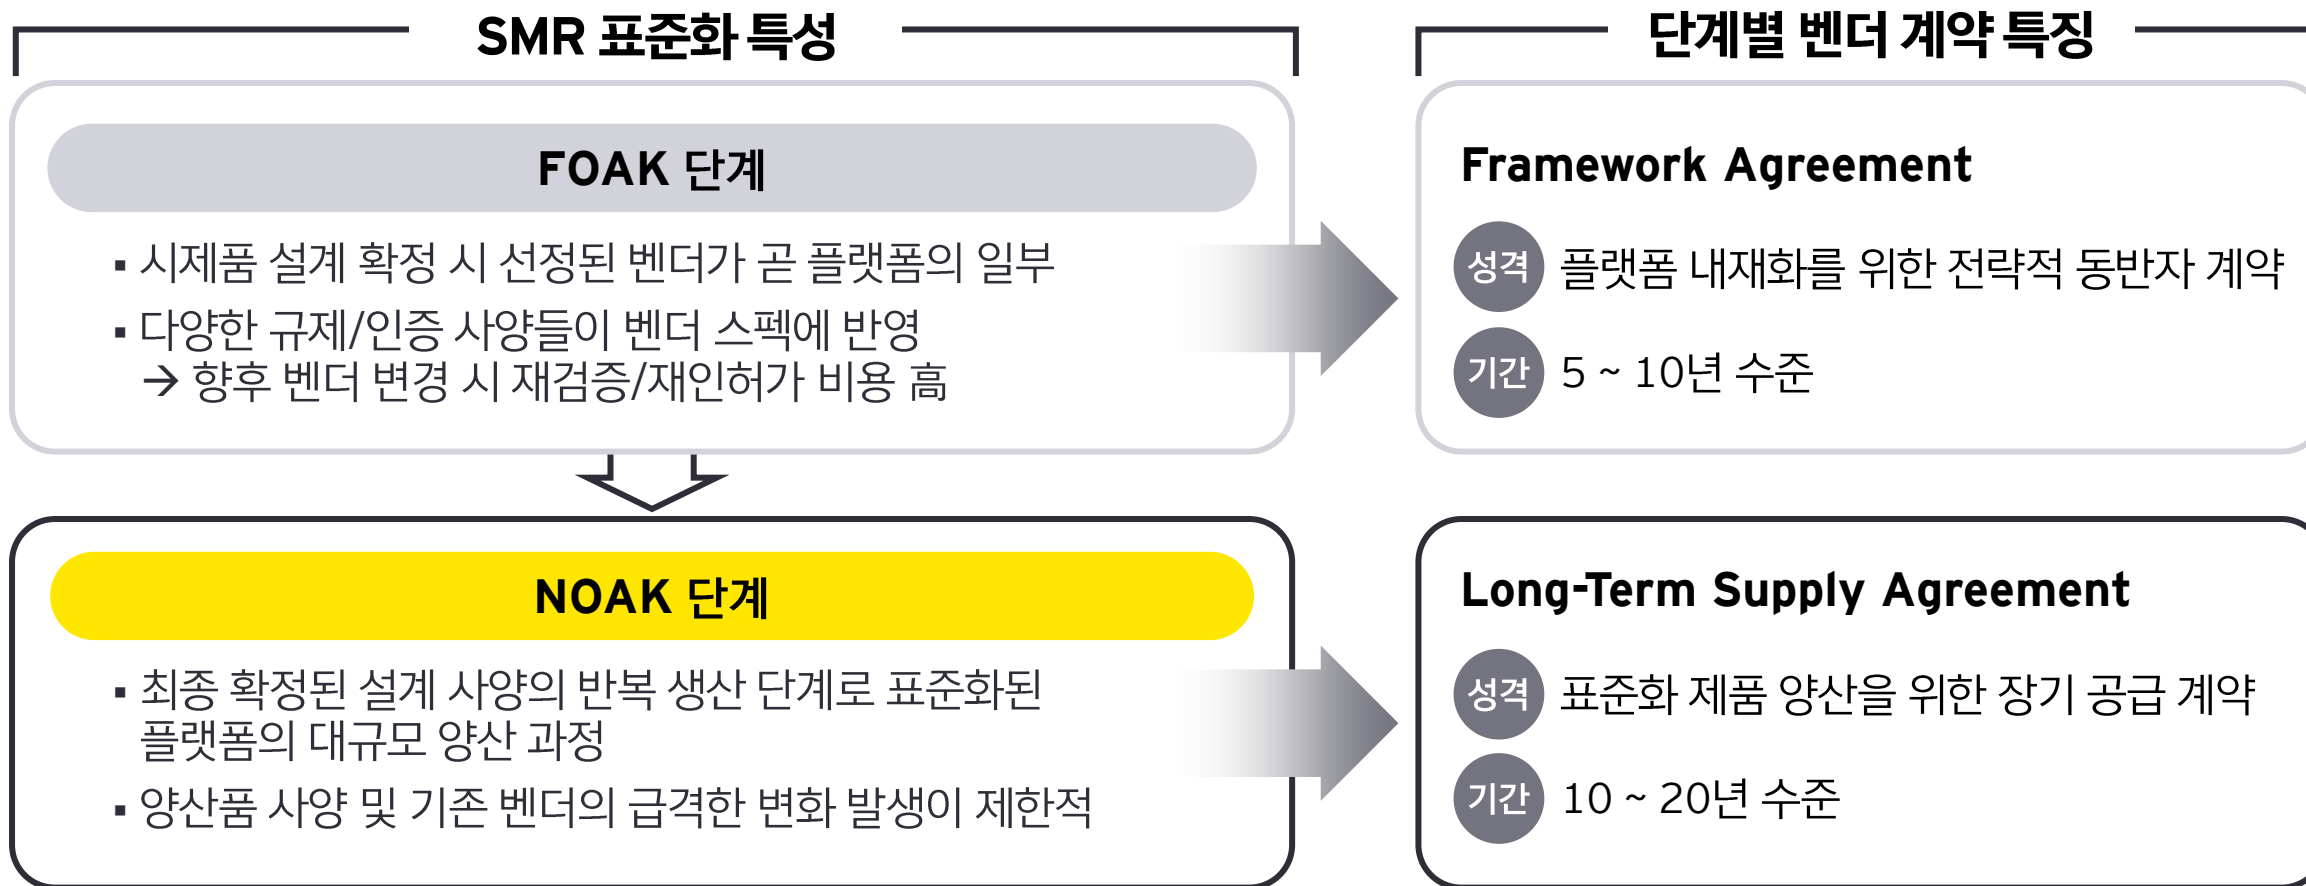 SMR 표준화 특성
FOAK 단계
▪ 시제품 설계 확정 시 선정된 벤더가 곧 플랫폼의 일부
▪ 다양한 규제/인증 사양들이 벤더 스펙에 반영
→ 향후 벤더 변경 시 재검증/재인허가 비용 高
NOAK 단계
▪ 최종 확정된 설계 사양의 반복 생산 단계로 표준화된
플랫폼의 대규모 양산 과정
▪ 양산품 사양 및 기존 벤더의 급격한 변화 발생이 제한적
단계별 벤더 계약 특징
Framework Agreement
성격 플랫폼 내재화를 위한 전략적 동반자 계약
기간 5 ~ 10년 수준
Long-Term Supply Agreement
성격 표준화 제품 양산을 위한 장기 공급 계약
기간 10 ~ 20년 수준